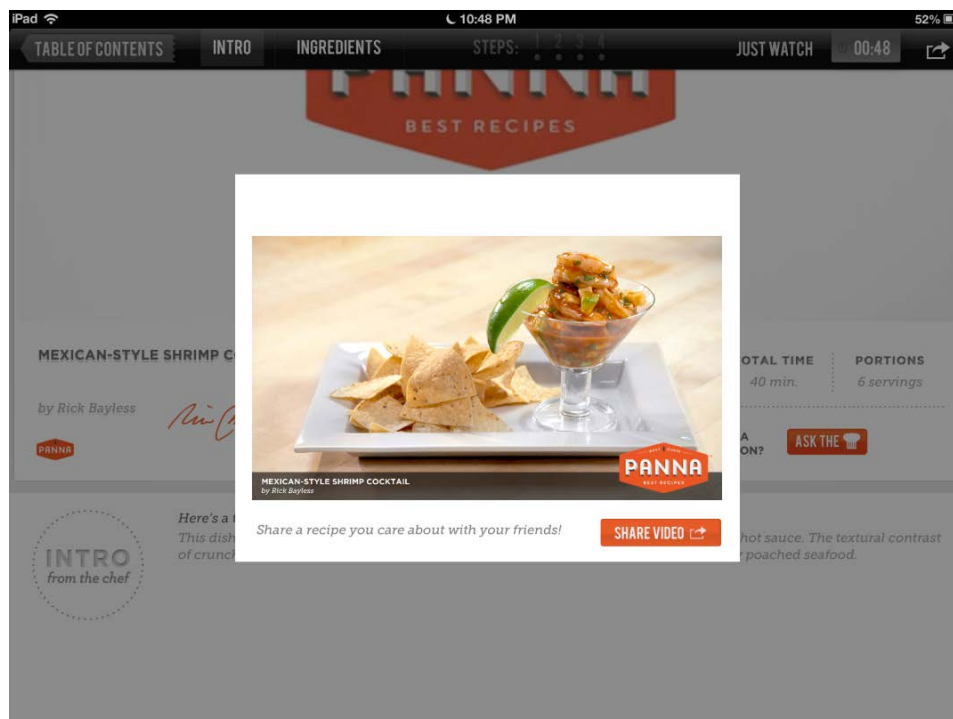 iPad 10:48 PM 52%
TABLE OF CONTENTS INTRO INGREDIENTS STEPS: 1 2 3 4 JUST WATCH 00:48
PANNA
BEST RECIPES
MEXICAN-STYLE SHRIMP
OTAL TIME PORTIONS
40 min. 6 servings
by Rick Bayless
PANNA
A
ON?
ASK THE
PANNA
BEST RECIPES
MEXICAN-STYLE SHRIMP COCKTAIL
by Rick Bayless
Share a recipe you care about with your friends! SHARE VIDEO
INTRO
from the chef
Here's a
This dish hot sauce. The textural contrast
of crunc poached seafood.